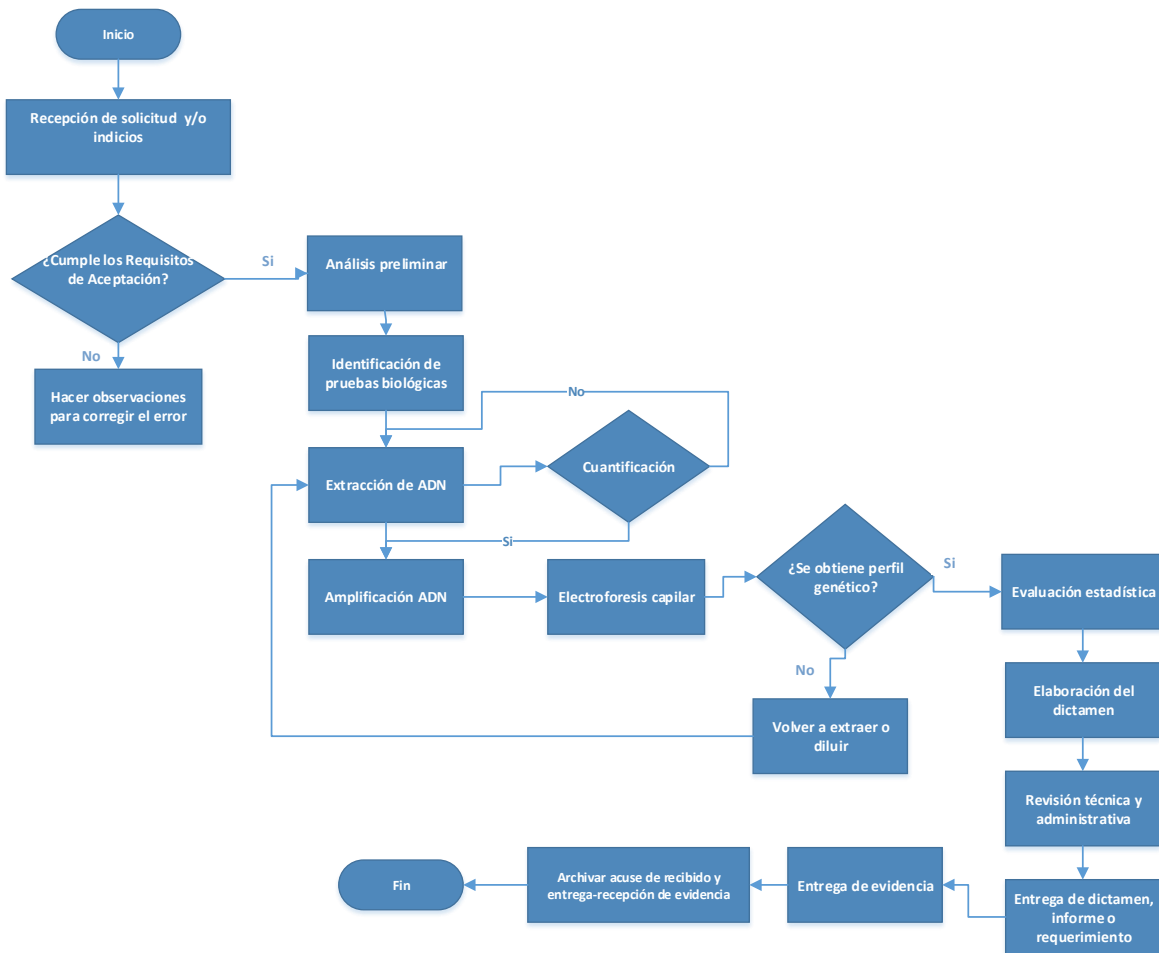 Inicio
Recepción de solicitud y/o
indicios
¿Cumple los Requisitos
de Aceptación?
Si
No
Hacer observaciones
para corregir el error
Análisis preliminar
Identificación de
pruebas biológicas
No
Extracción de ADN
Cuantificación
Si
Amplificación ADN
Electroforesis capilar
¿Se obtiene perfil
genético?
Si
No
Volver a extraer o
diluir
Evaluación estadística
Elaboración del
dictamen
Revisión técnica y
administrativa
Entrega de dictamen,
informe o
requerimiento
Entrega de evidencia
Archivar acuse de recibido y
entrega-recepción de evidencia
Fin